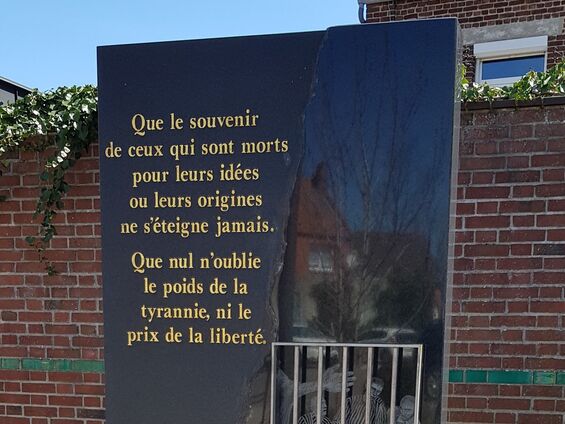 Que le souvenir
de ceux qui sont morts
pour leurs idées
ou leurs origines
ne s'éteigne jamais.
Que nul n'oublie
le poids de la
tyrannie, ni le
prix de la liberté.